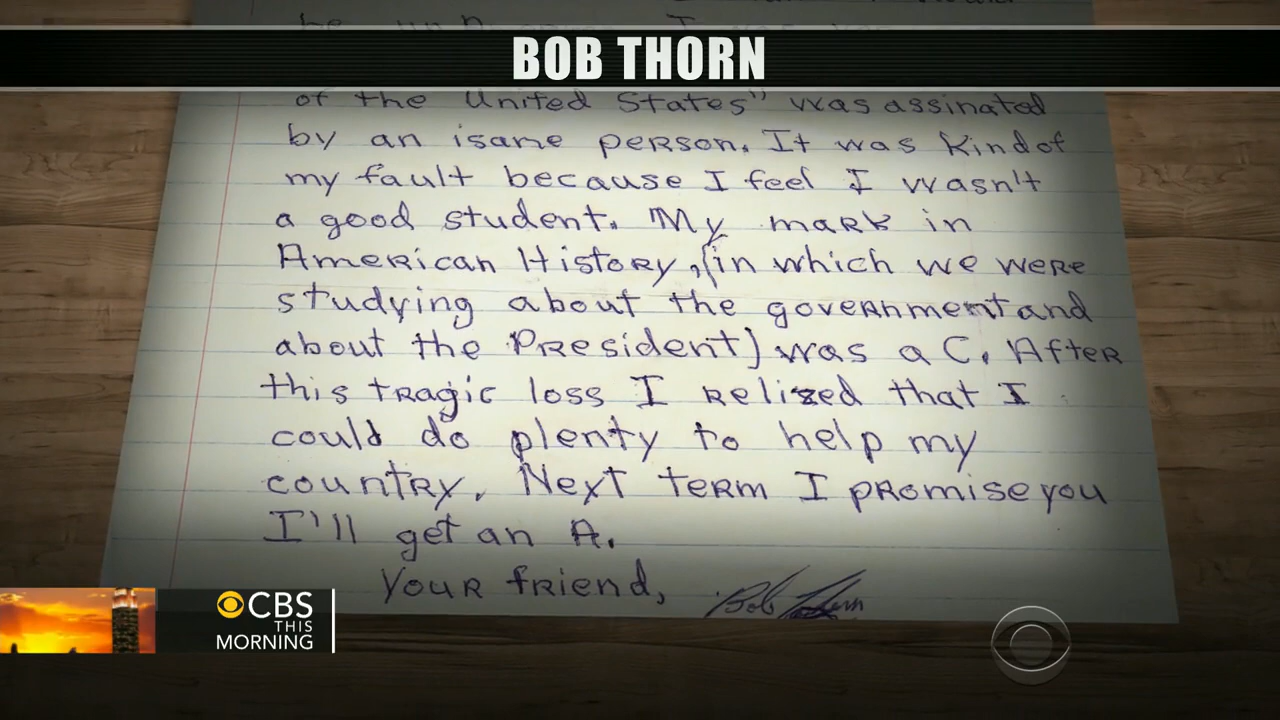 BOB THORN
of the United States" was assinated
by an isane person. It was kind of
my fault because I feel I wasn't
a good student. My mark in
American History, (in which we were
studying about the government and
about the President) was a C. After
this tragic loss I relized that I
could do plenty to help my
country. Next term I promise you
I'll get an A.
Your friend, Bob Thorn
CBS
THIS
MORNING